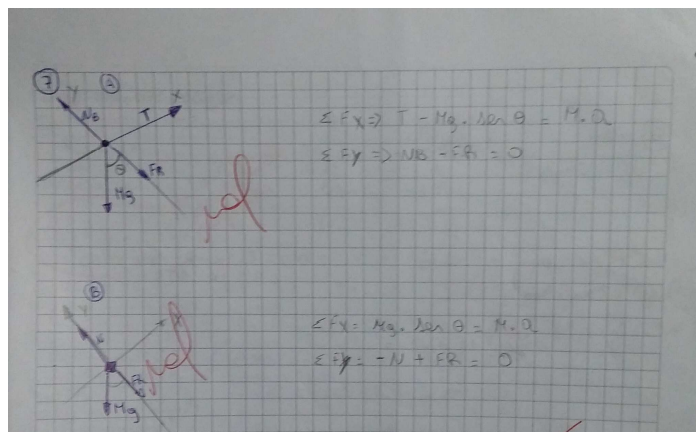 7 A
Y
X
NB
T
Σ Fx => T - Mg. sen θ = M.a
Σ Fy => NB - FR = 0
θ
FR
Mg
B
Y
X
N
Σ Fx = Mg. sen θ = M.a
Σ Fy = -N + FR = 0
FR
Mg